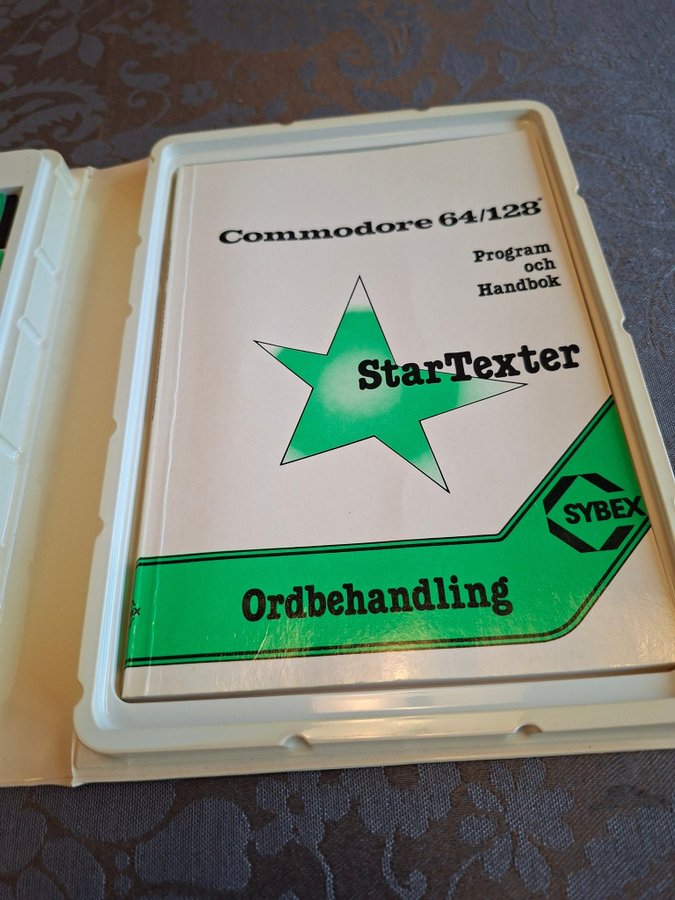 Commodore 64/128
Program
och
Handbok
StarTexter
SYBEX
Ordbehandling